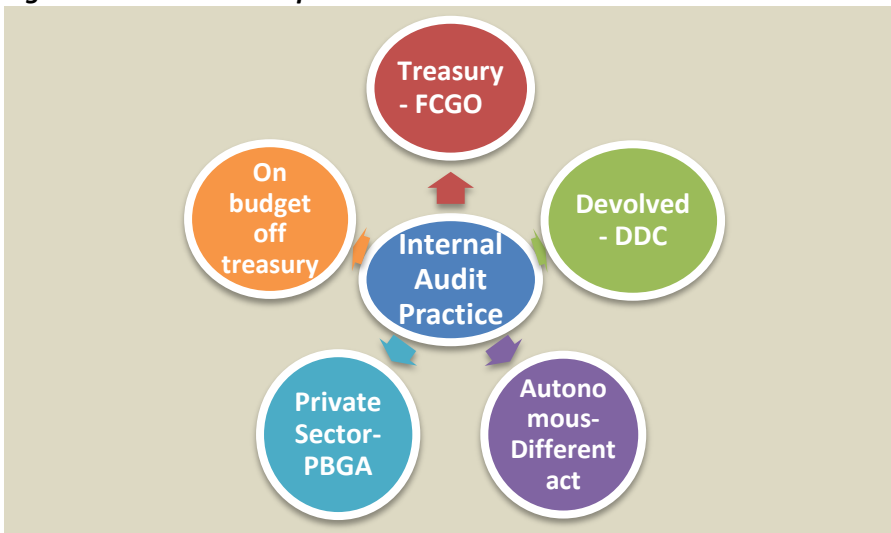 Treasury
- FCGO
On
budget
off
treasury
Devolved
- DDC
Internal
Audit
Practice
Private
Sector-
PBGA
Autono
mous-
Different
act